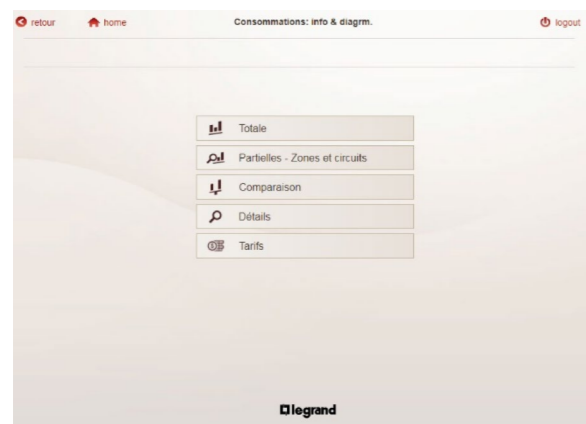 retour home Consommations: info & diagrm. logout
Totale
Partielles - Zones et circuits
Comparaison
Détails
Tarifs
legrand